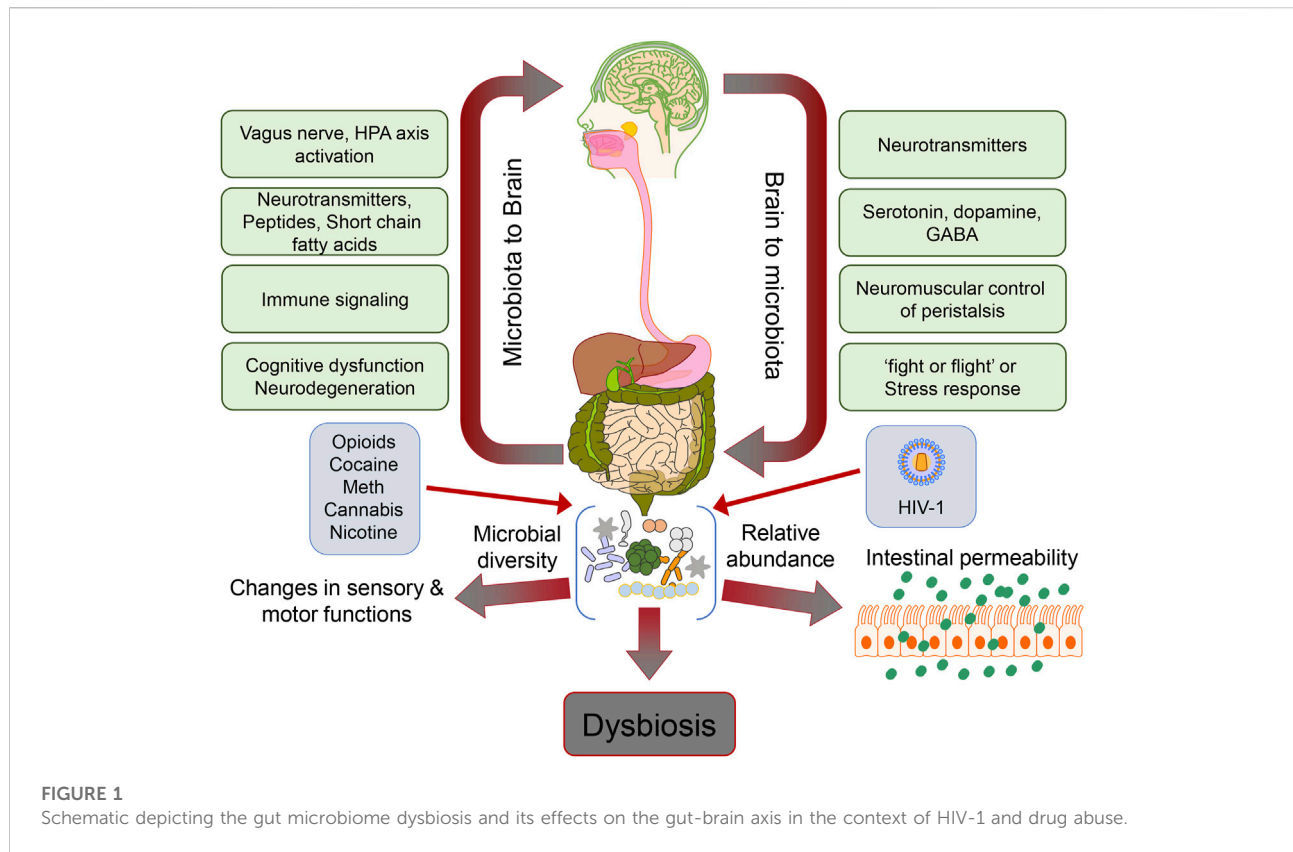 Vagus nerve, HPA axis
activation
Neurotransmitters,
Peptides, Short chain
fatty acids
Immune signaling
Cognitive dysfunction
Neurodegeneration
Microbiota to Brain
Brain to microbiota
Neurotransmitters
Serotonin, dopamine,
GABA
Neuromuscular control
of peristalsis
‘fight or flight’ or
Stress response
Opioids
Cocaine
Meth
Cannabis
Nicotine
HIV-1
Microbial
diversity
Relative
abundance
Changes in sensory &
motor functions
Intestinal permeability
Dysbiosis
FIGURE 1
Schematic depicting the gut microbiome dysbiosis and its effects on the gut-brain axis in the context of HIV-1 and drug abuse.